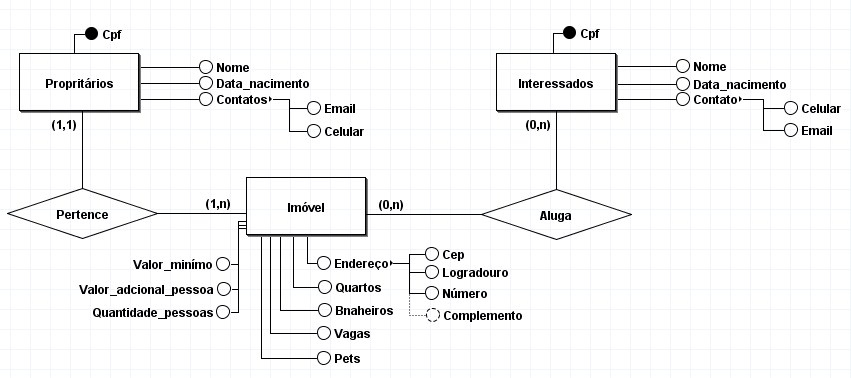 Cpf
Propritários
Nome
Data_nacimento
Contatos
Email
Celular
(1,1)
Pertence
(1,n)
Imóvel
(0,n)
Aluga
(0,n)
Cpf
Interessados
Nome
Data_nacimento
Contato
Celular
Email
Valor_minímo
Valor_adcional_pessoa
Quantidade_pessoas
Endereço
Cep
Logradouro
Número
Complemento
Quartos
Bnaheiros
Vagas
Pets